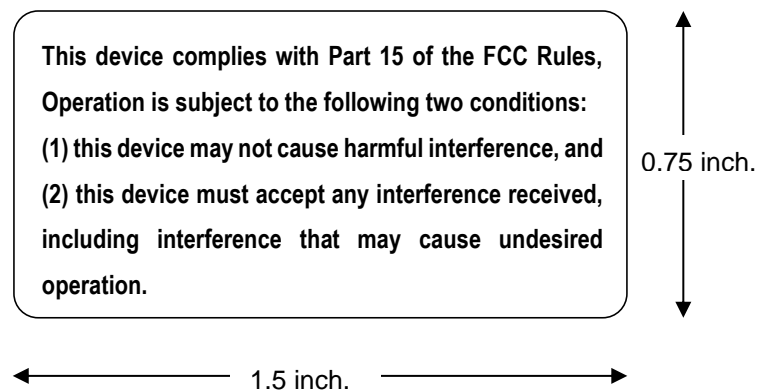 This device complies with Part 15 of the FCC Rules,
Operation is subject to the following two conditions:
(1) this device may not cause harmful interference, and
(2) this device must accept any interference received,
including interference that may cause undesired
operation.
0.75 inch.
1.5 inch.